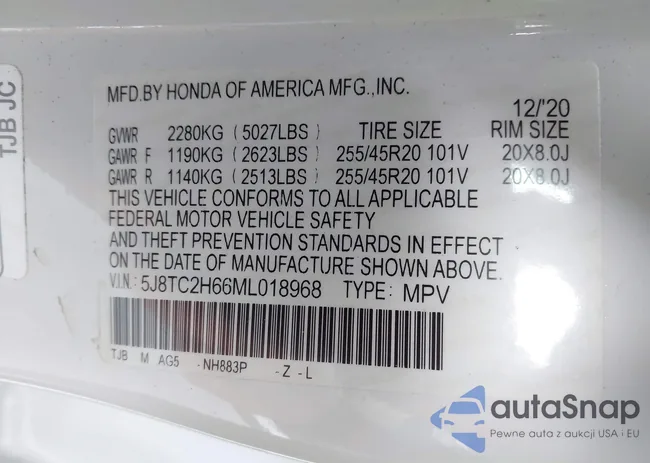 TJB JC
MFD.BY HONDA OF AMERICA MFG.,INC.
12/'20
GVWR 2280KG (5027LBS) TIRE SIZE RIM SIZE
GAWR F 1190KG (2623LBS) 255/45R20 101V 20X8.0J
GAWR R 1140KG (2513LBS) 255/45R20 101V 20X8.0J
THIS VEHICLE CONFORMS TO ALL APPLICABLE
FEDERAL MOTOR VEHICLE SAFETY
AND THEFT PREVENTION STANDARDS IN EFFECT
ON THE DATE OF MANUFACTURE SHOWN ABOVE.
V.I.N.: 5J8TC2H66ML018968 TYPE: MPV
TJB M AG5 -NH883P -Z -L
autaSnap
Pewne auta z aukcji USA i EU